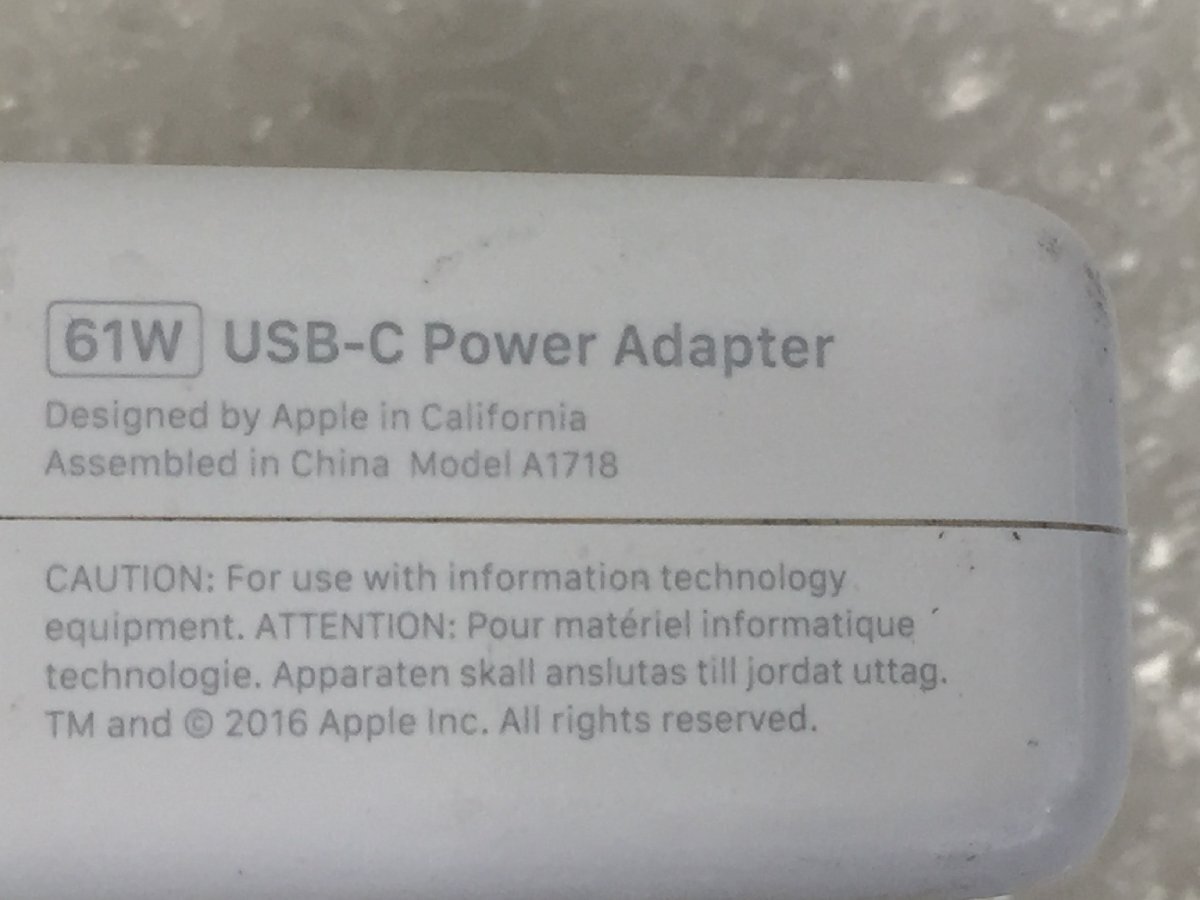 61W USB-C Power Adapter
Designed by Apple in California
Assembled in China Model A1718
CAUTION: For use with information technology
equipment. ATTENTION: Pour matériel informatique
technologie. Apparaten skall anslutas till jordat uttag.
TM and © 2016 Apple Inc. All rights reserved.